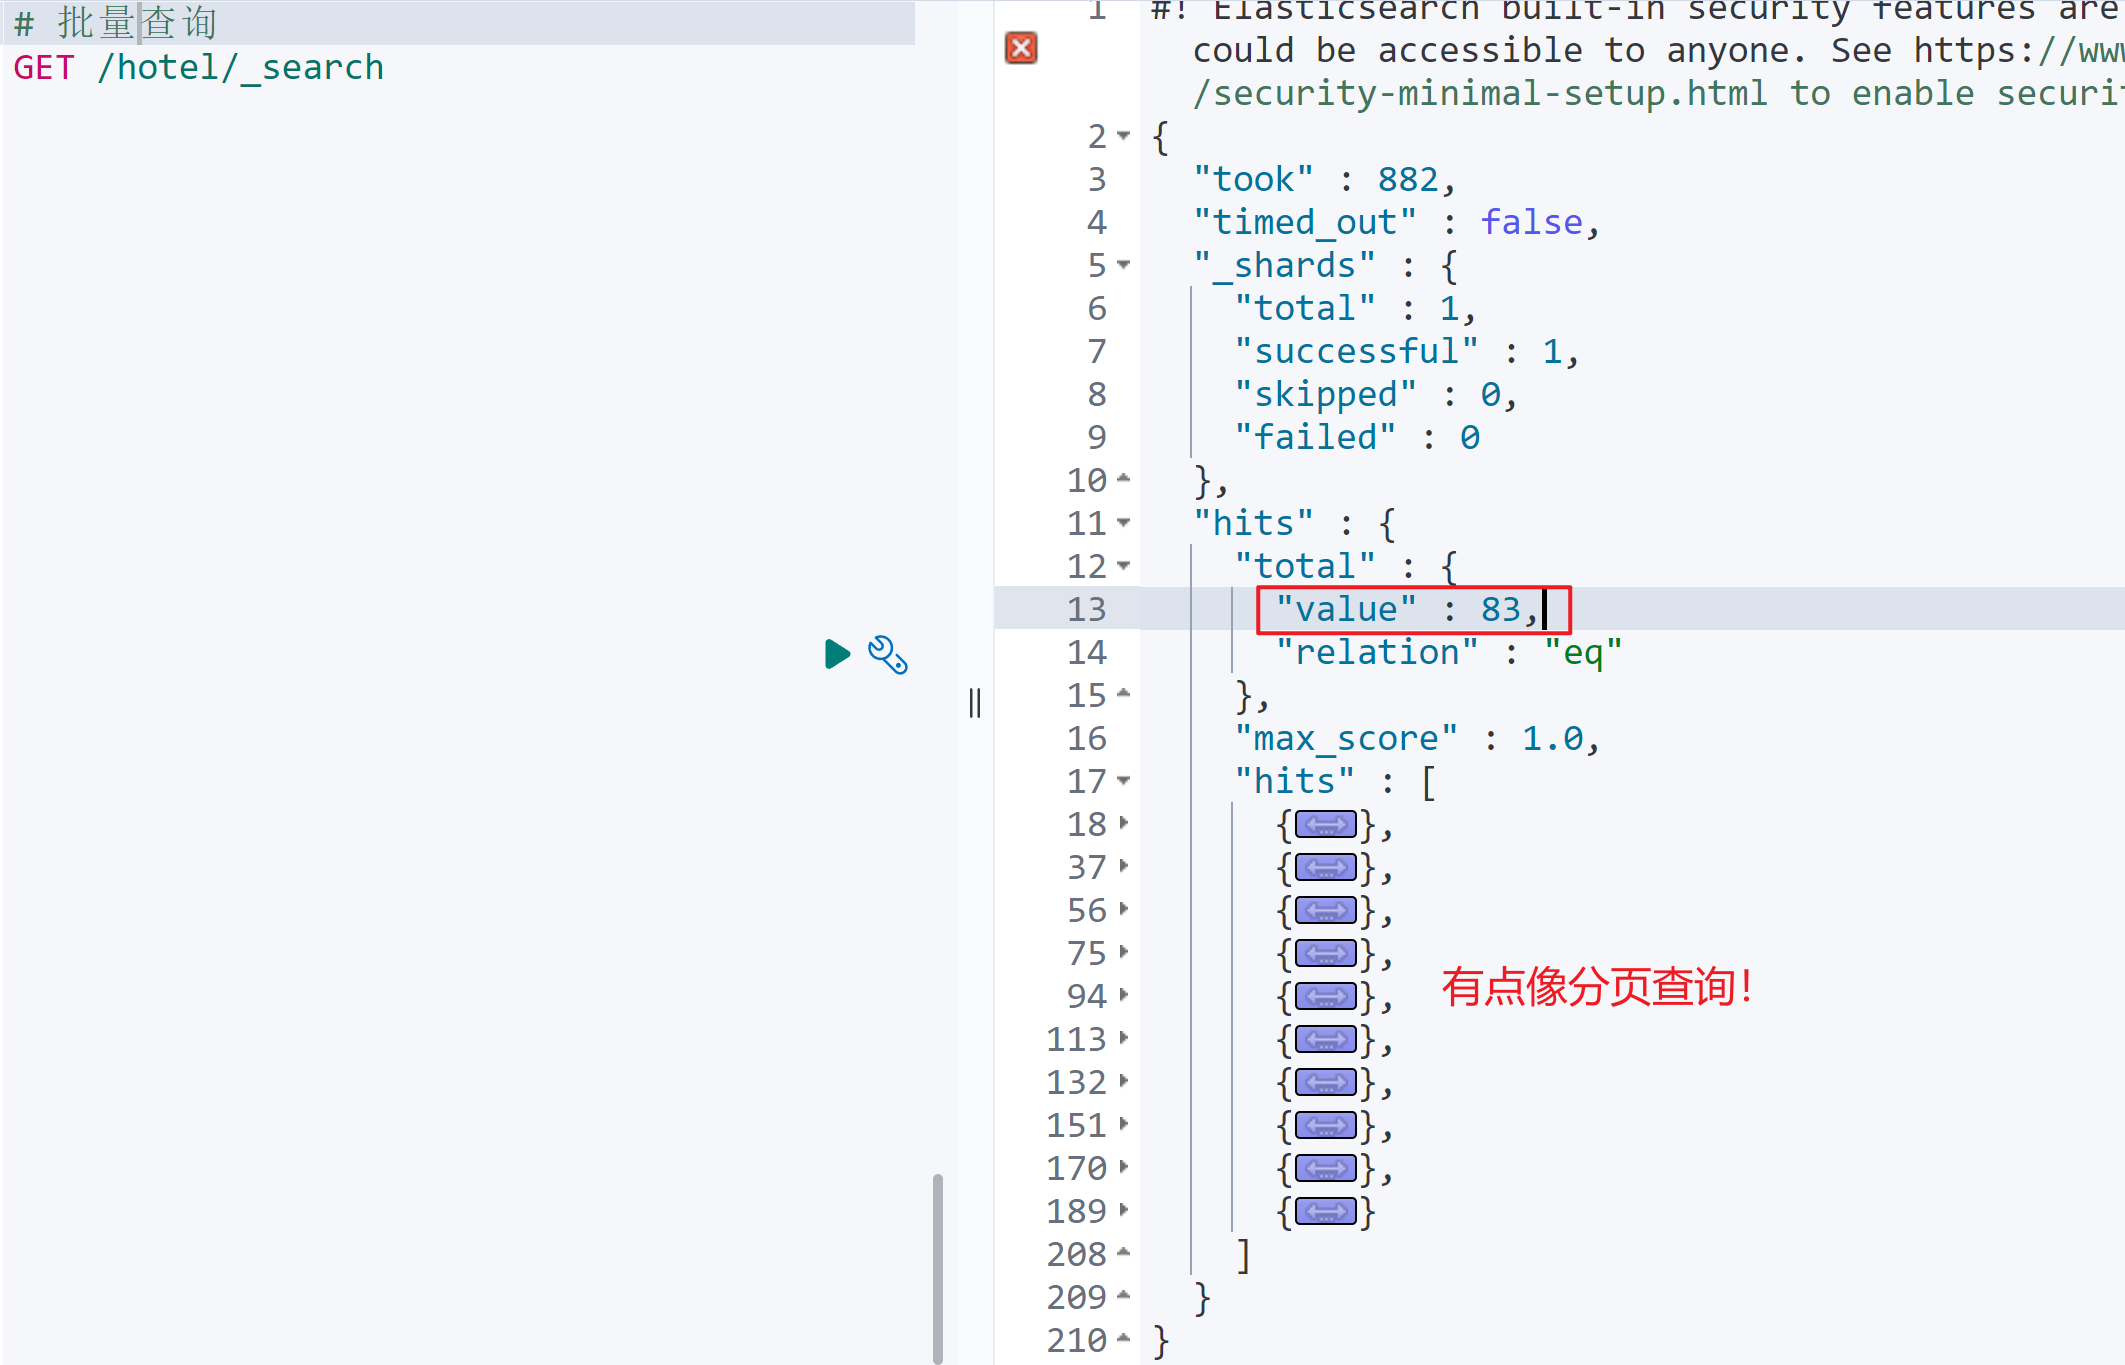 # 批量查询
GET /hotel/_search
1 #! Elasticsearch built-in security features are
could be accessible to anyone. See https://www
/security-minimal-setup.html to enable securit
2 {
3 "took" : 882,
4 "timed_out" : false,
5 "_shards" : {
6 "total" : 1,
7 "successful" : 1,
8 "skipped" : 0,
9 "failed" : 0
10 },
11 "hits" : {
12 "total" : {
13 "value" : 83,
14 "relation" : "eq"
15 },
16 "max_score" : 1.0,
17 "hits" : [
18 {},
37 {},
56 {},
75 {},
94 {},
有点像分页查询！
113 {},
132 {},
151 {},
170 {},
189 {}
208 ]
209 }
210 }